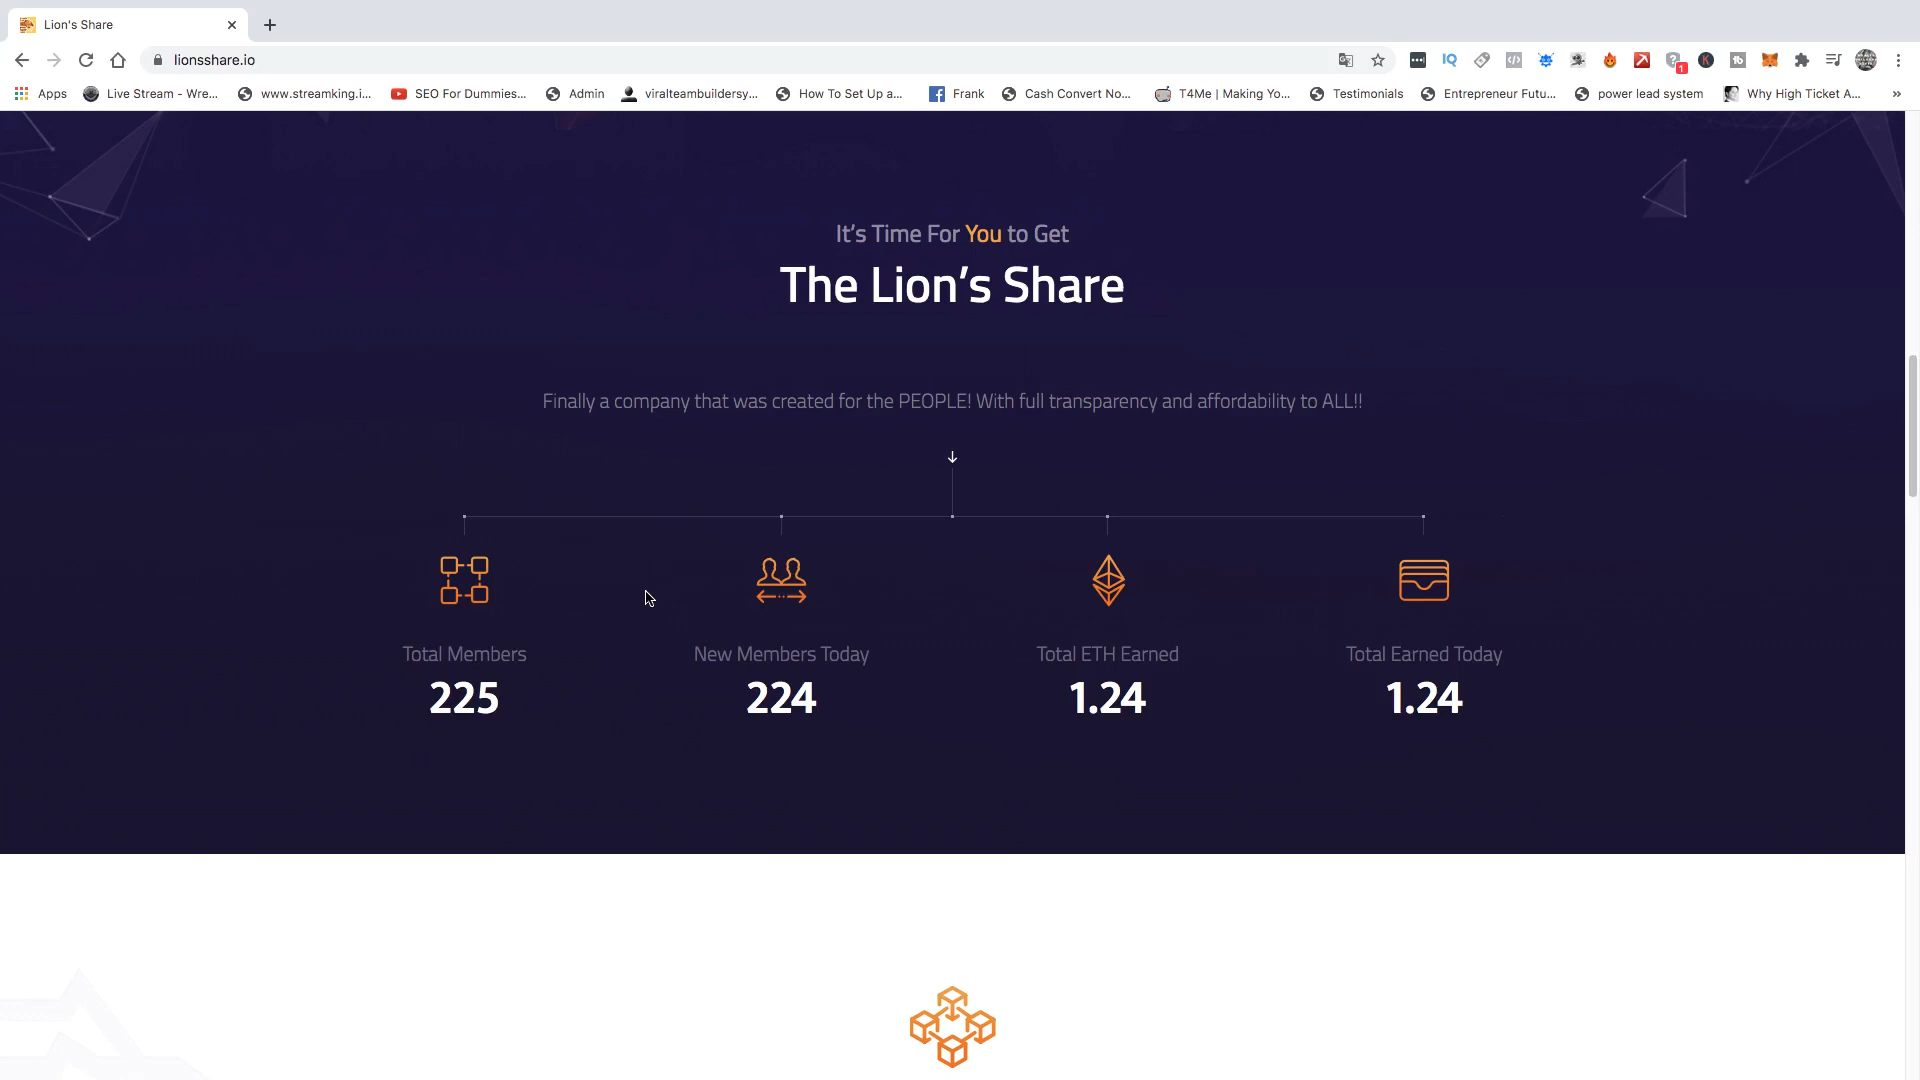 Lion's Share
lionsshare.io
Apps Live Stream - Wre... www.streamking.i... SEO For Dummies... Admin viralteambuildersy... How To Set Up a... Frank Cash Convert No... T4Me | Making Yo... Testimonials Entrepreneur Futu... power lead system Why High Ticket A... »
It's Time For You to Get
The Lion's Share
Finally a company that was created for the PEOPLE! With full transparency and affordability to ALL!!
Total Members New Members Today Total ETH Earned Total Earned Today
225 224 1.24 1.24